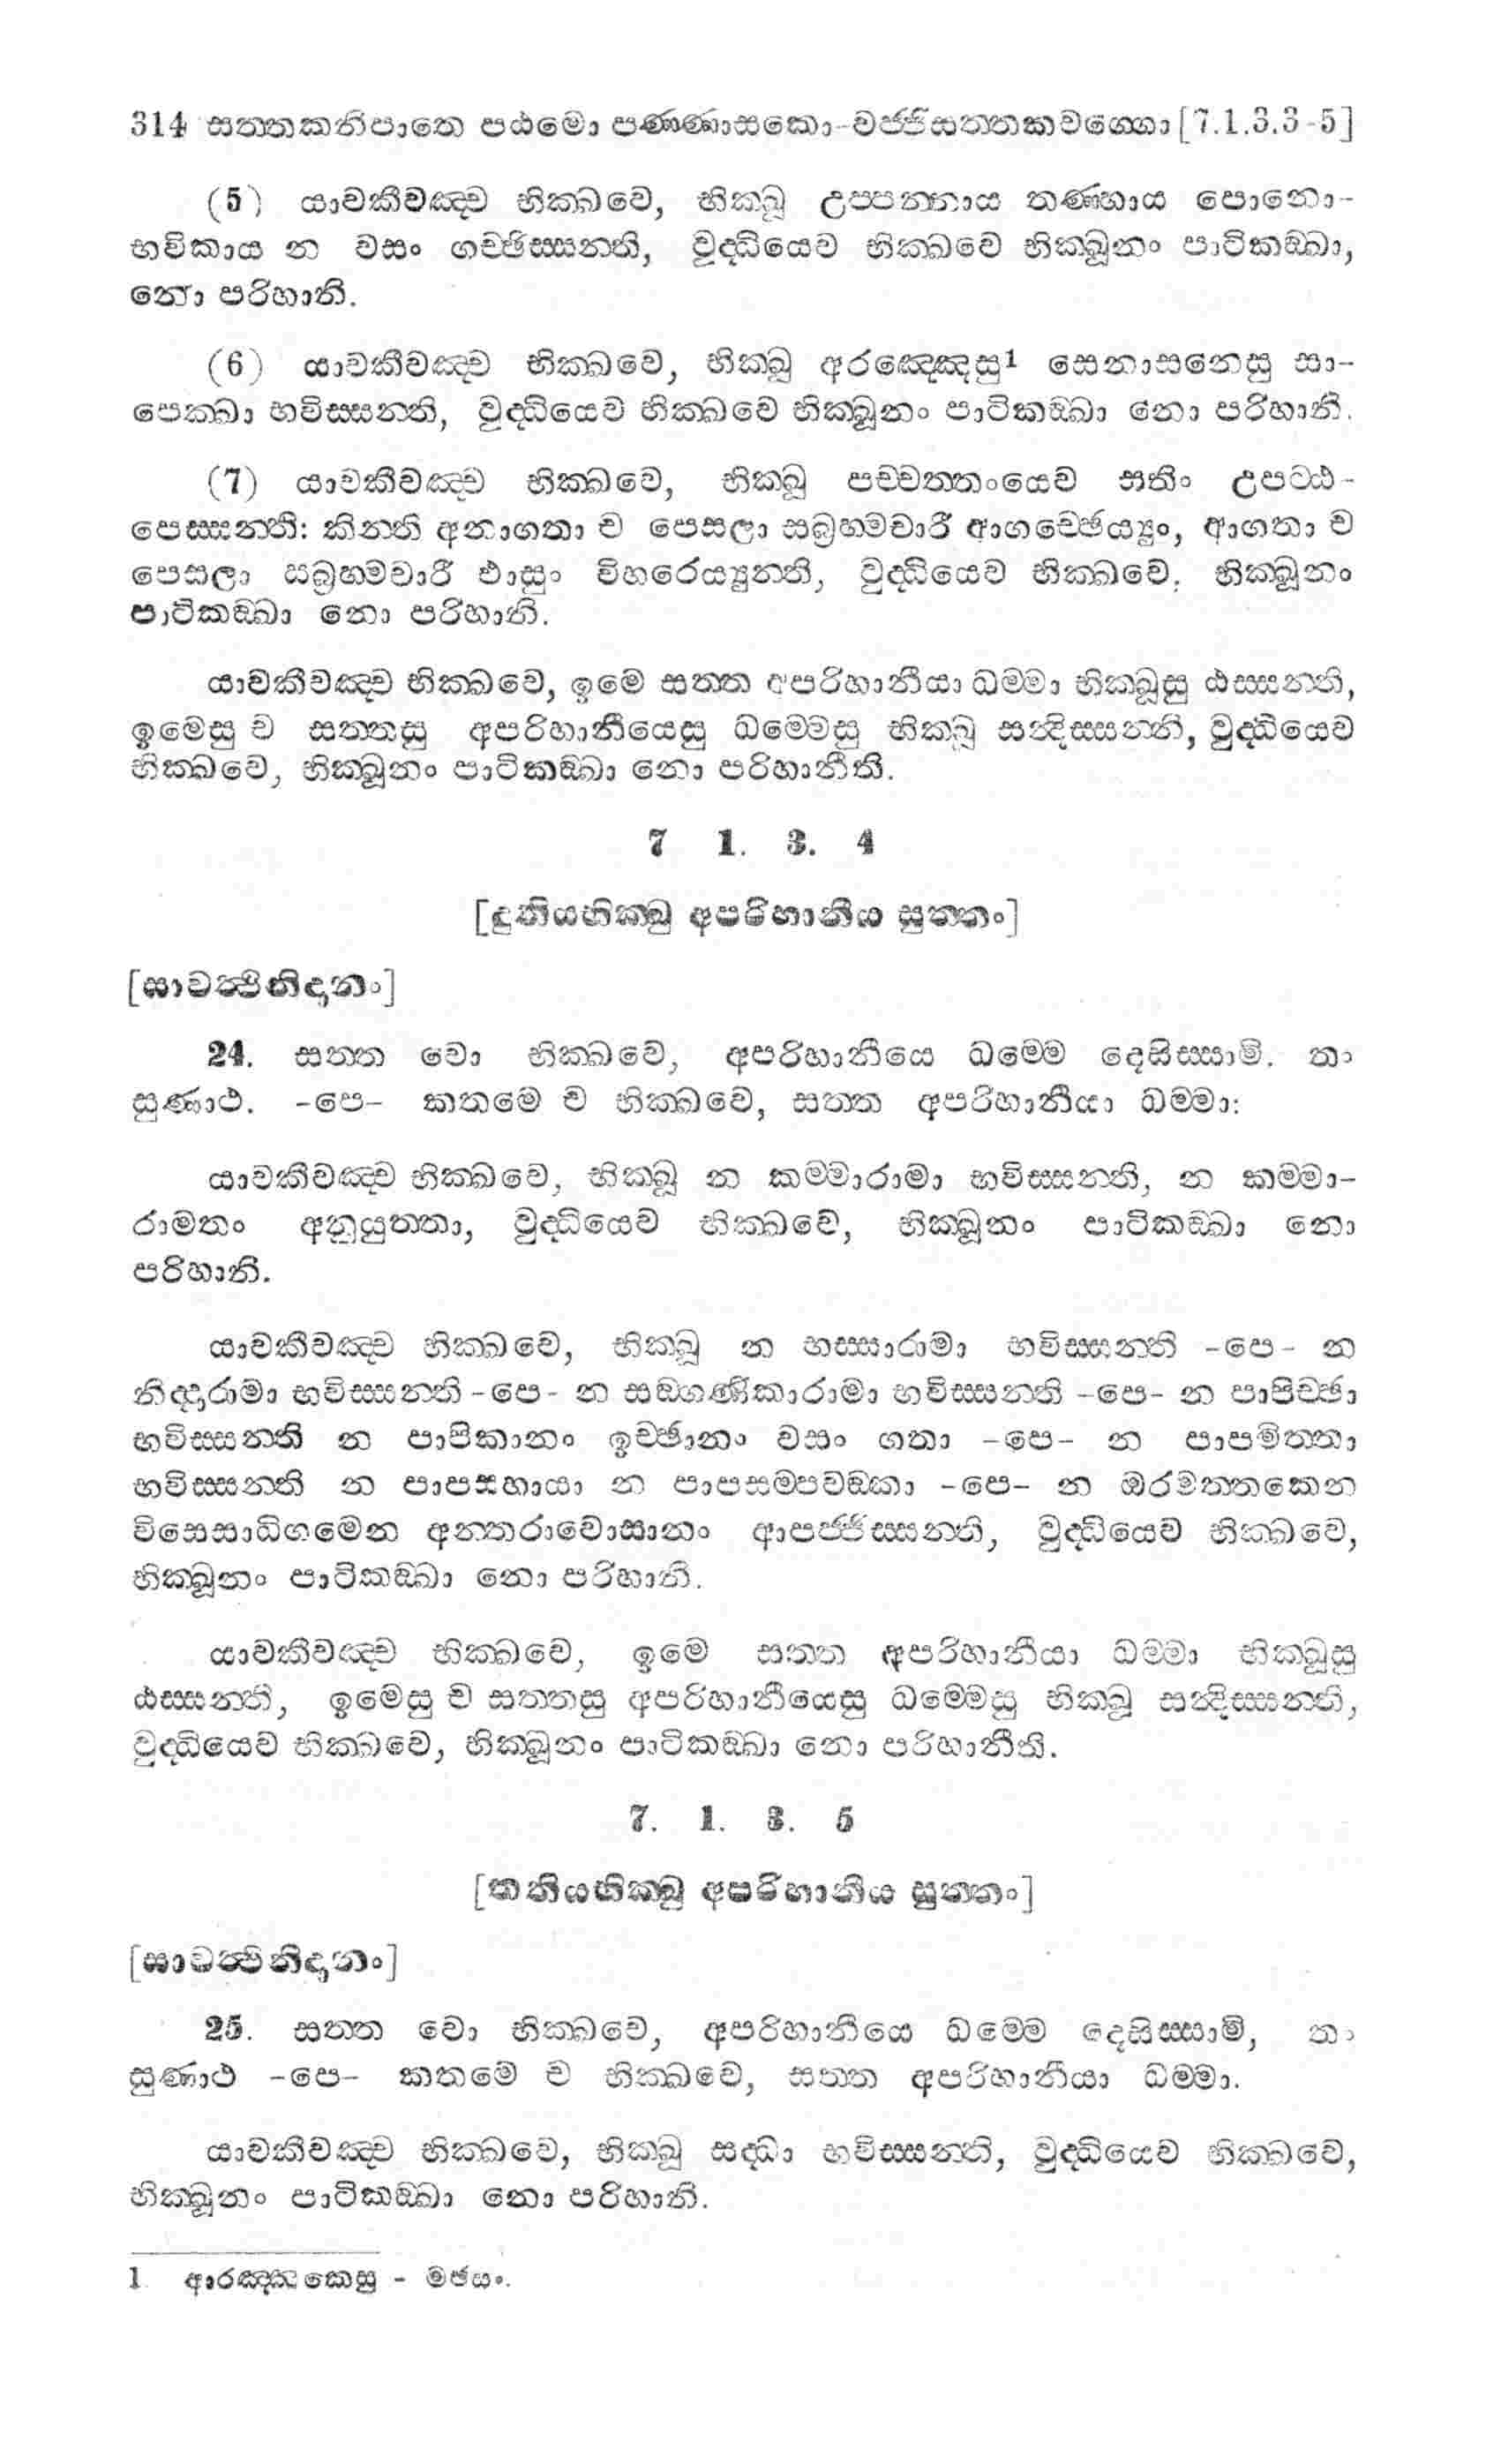 314 සත්තකනිපාතෙ පඨමො පණ්ණාසකො-වජ්ජිසත්තකවග්ගො [7.1.3.3-5]
(5) යාවකීවඤ්ච භික්ඛවෙ, භික්ඛූ උප්පන්නාය තණ්හාය පොනො-
භවිකාය න වසං ගච්ඡිස්සන්ති, වුද්ධියෙව භික්ඛවෙ භික්ඛූනං පාටිකඞ්ඛා,
නො පරිහානි.
(6) යාවකීවඤ්ච භික්ඛවෙ, භික්ඛූ අරඤ්ඤෙසු1 සෙනාසනෙසු සා-
පෙක්ඛා භවිස්සන්ති, වුද්ධියෙව භික්ඛවෙ භික්ඛූනං පාටිකඞ්ඛා නො පරිහානි.
(7) යාවකීවඤ්ච භික්ඛවෙ, භික්ඛූ පච්චත්තංයෙව සතිං උපට්ඨ-
පෙස්සන්ති: කින්ති අනාගතා ච පෙසලා සබ්‍රහ්මචාරී ආගච්ඡෙය්‍යුං, ආගතා ච
පෙසලා සබ්‍රහ්මචාරී ඵාසුං විහරෙය්‍යුන්ති, වුද්ධියෙව භික්ඛවෙ. භික්ඛූනං
පාටිකඞ්ඛා නො පරිහානි.
යාවකීවඤ්ච භික්ඛවෙ, ඉමෙ සත්ත අපරිහානීයා ධම්මා භික්ඛූසු ඨස්සන්ති,
ඉමෙසු ච සත්තසු අපරිහානීයෙසු ධම්මෙසු භික්ඛූ සන්දිස්සන්ති, වුද්ධියෙව
භික්ඛවෙ, භික්ඛූනං පාටිකඞ්ඛා නො පරිහානීති.
7 1. 3. 4
[දුතියභික්ඛු අපරිහානීය සුත්තං]
[සාවත්ථිනිදානං]
24. සත්ත වො භික්ඛවෙ, අපරිහානීයෙ ධම්මෙ දෙසිස්සාමි. තං
සුණාථ. -පෙ- කතමෙ ච භික්ඛවෙ, සත්ත අපරිහානීයා ධම්මා:
යාවකීවඤ්ච භික්ඛවෙ, භික්ඛූ න කම්මාරාමා භවිස්සන්ති, න කම්මා-
රාමතං අනුයුත්තා, වුද්ධියෙව භික්ඛවෙ, භික්ඛූනං පාටිකඞ්ඛා නො
පරිහානි.
යාවකීවඤ්ච භික්ඛවෙ, භික්ඛූ න භස්සාරාමා භවිස්සන්ති -පෙ- න
නිද්දාරාමා භවිස්සන්ති -පෙ- න සඞ්ගණිකාරාමා භවිස්සන්ති -පෙ- න පාපිච්ඡා
භවිස්සන්ති න පාපිකානං ඉච්ඡානං වසං ගතා -පෙ- න පාපමිත්තා
භවිස්සන්ති න පාපසහායා න පාපසම්පවඞ්කා -පෙ- න ඔරමත්තකෙන
විසෙසාධිගමෙන අන්තරාවොසානං ආපජ්ජිස්සන්ති, වුද්ධියෙව භික්ඛවෙ,
භික්ඛූනං පාටිකඞ්ඛා නො පරිහානි.
යාවකීවඤ්ච භික්ඛවෙ, ඉමෙ සත්ත අපරිහානීයා ධම්මා භික්ඛූසු
ඨස්සන්ති, ඉමෙසු ච සත්තසු අපරිහානීයෙසු ධම්මෙසු භික්ඛූ සන්දිස්සන්ති,
වුද්ධියෙව භික්ඛවෙ, භික්ඛූනං පාටිකඞ්ඛා නො පරිහානීති.
7. 1. 3. 5
[තතියභික්ඛු අපරිහානීය සුත්තං]
[සාවත්ථිනිදානං]
25. සත්ත වො භික්ඛවෙ, අපරිහානීයෙ ධම්මෙ දෙසිස්සාමි, තං
සුණාථ -පෙ- කතමෙ ච භික්ඛවෙ, සත්ත අපරිහානීයා ධම්මා.
යාවකීවඤ්ච භික්ඛවෙ, භික්ඛූ සද්ධා භවිස්සන්ති, වුද්ධියෙව භික්ඛවෙ,
භික්ඛූනං පාටිකඞ්ඛා නො පරිහානි.
1 ආරඤ්ඤකෙසු - මජසං.